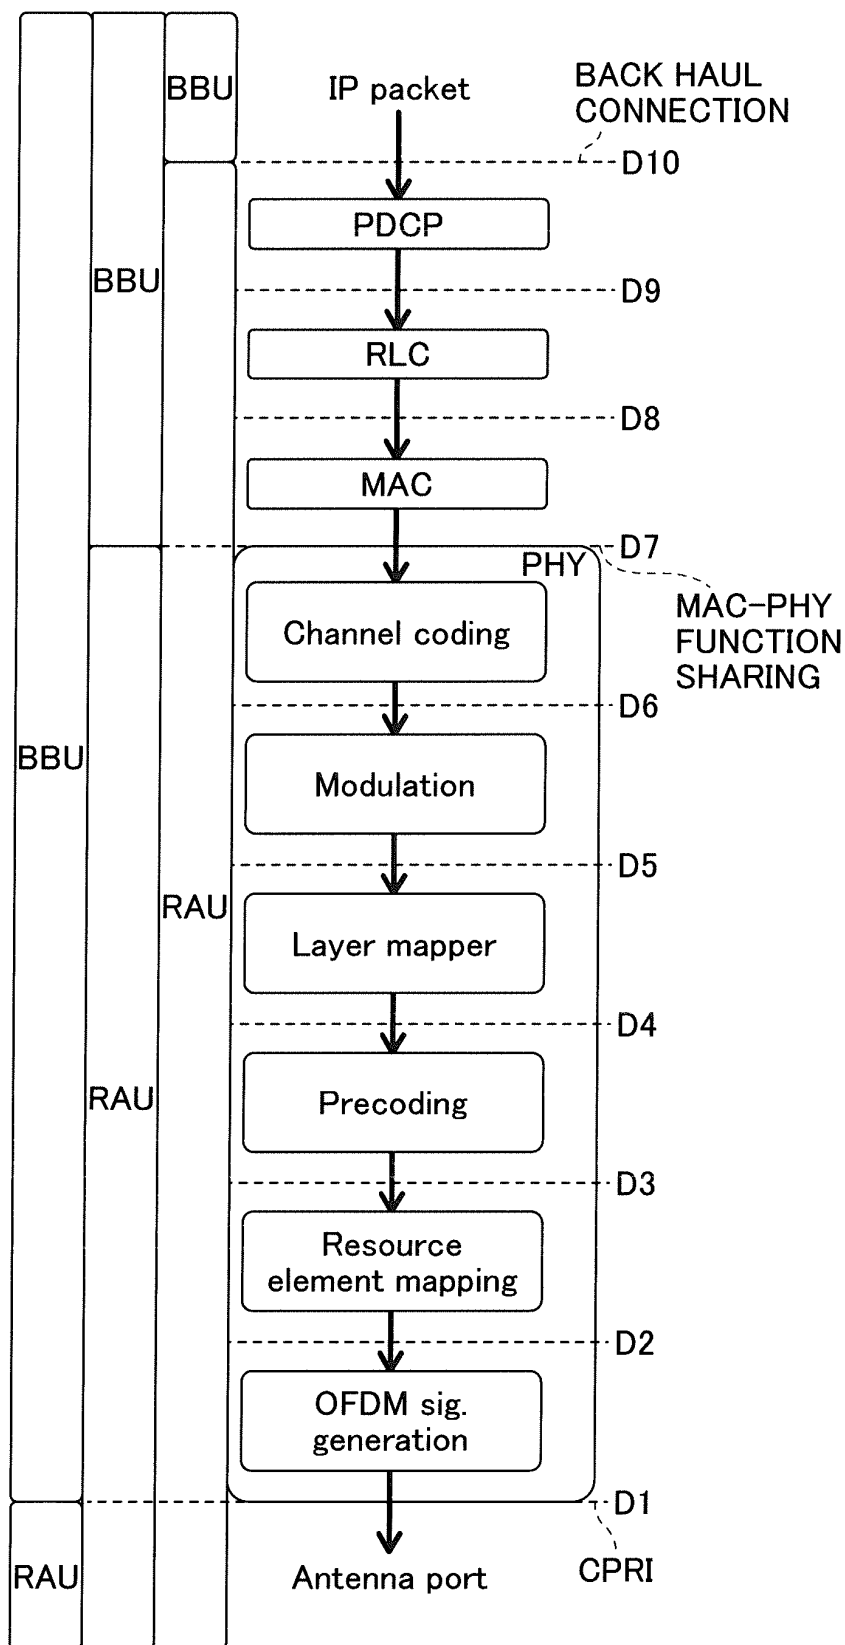 BBU
IP packet
BACK HAUL
CONNECTION
D10
PDCP
BBU
D9
RLC
D8
MAC
D7
PHY
MAC-PHY
FUNCTION
SHARING
Channel coding
D6
BBU
Modulation
D5
RAU
Layer mapper
D4
RAU
Precoding
D3
Resource
element mapping
D2
OFDM sig.
generation
D1
CPRI
RAU
Antenna port